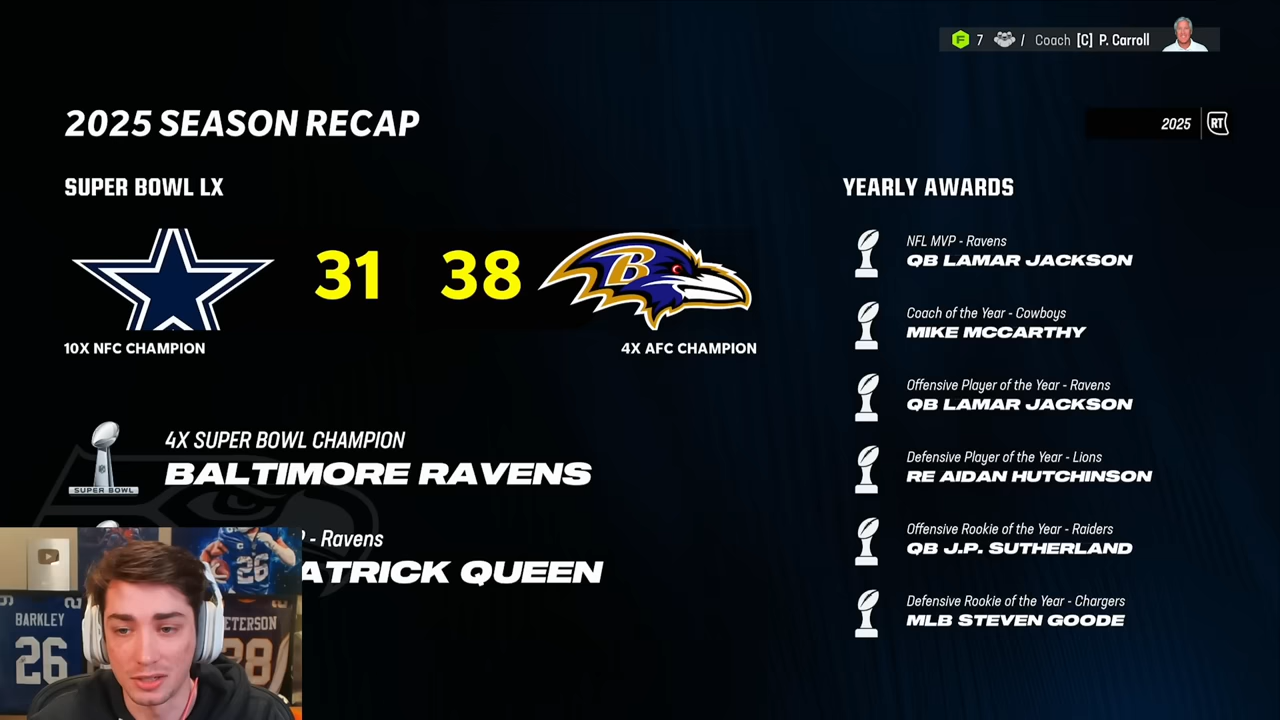 7 / Coach [C] P. Carroll
2025 SEASON RECAP
2025 RT
SUPER BOWL LX
31 38
10X NFC CHAMPION
4X AFC CHAMPION
4X SUPER BOWL CHAMPION
BALTIMORE RAVENS
SUPER BOWL
- Ravens
ATRICK QUEEN
YEARLY AWARDS
NFL MVP - Ravens
QB LAMAR JACKSON
Coach of the Year - Cowboys
MIKE MCCARTHY
Offensive Player of the Year - Ravens
QB LAMAR JACKSON
Defensive Player of the Year - Lions
RE AIDAN HUTCHINSON
Offensive Rookie of the Year - Raiders
QB J.P. SUTHERLAND
Defensive Rookie of the Year - Chargers
MLB STEVEN GOODE
B
26
BARKLEY
26
ETERSON
28